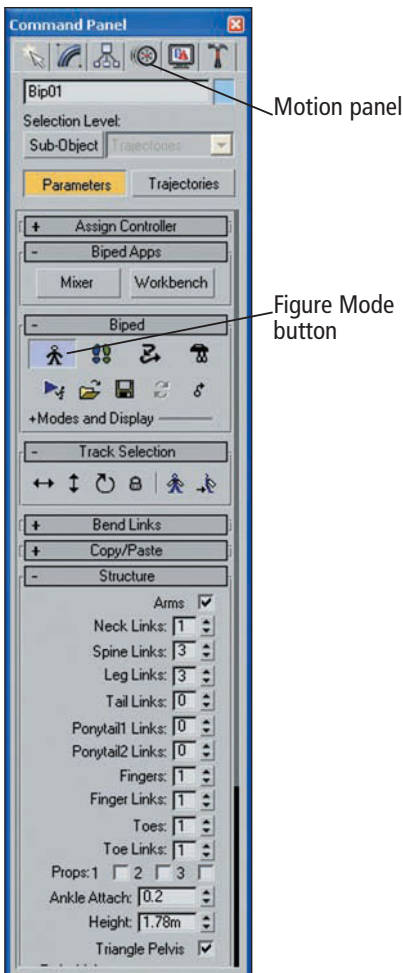 Command Panel
Motion panel
Bip01
Selection Level:
Sub-Object Trajectories
Parameters Trajectories
+ Assign Controller
- Biped Apps
Mixer Workbench
Figure Mode
button
- Biped
+Modes and Display
- Track Selection
+ Bend Links
+ Copy/Paste
- Structure
Arms
Neck Links: 1
Spine Links: 3
Leg Links: 3
Tail Links: 0
Ponytail1 Links: 0
Ponytail2 Links: 0
Fingers: 1
Finger Links: 1
Toes: 1
Toe Links: 1
Props: 1 2 3
Ankle Attach: 0.2
Height: 1.78m
Triangle Pelvis